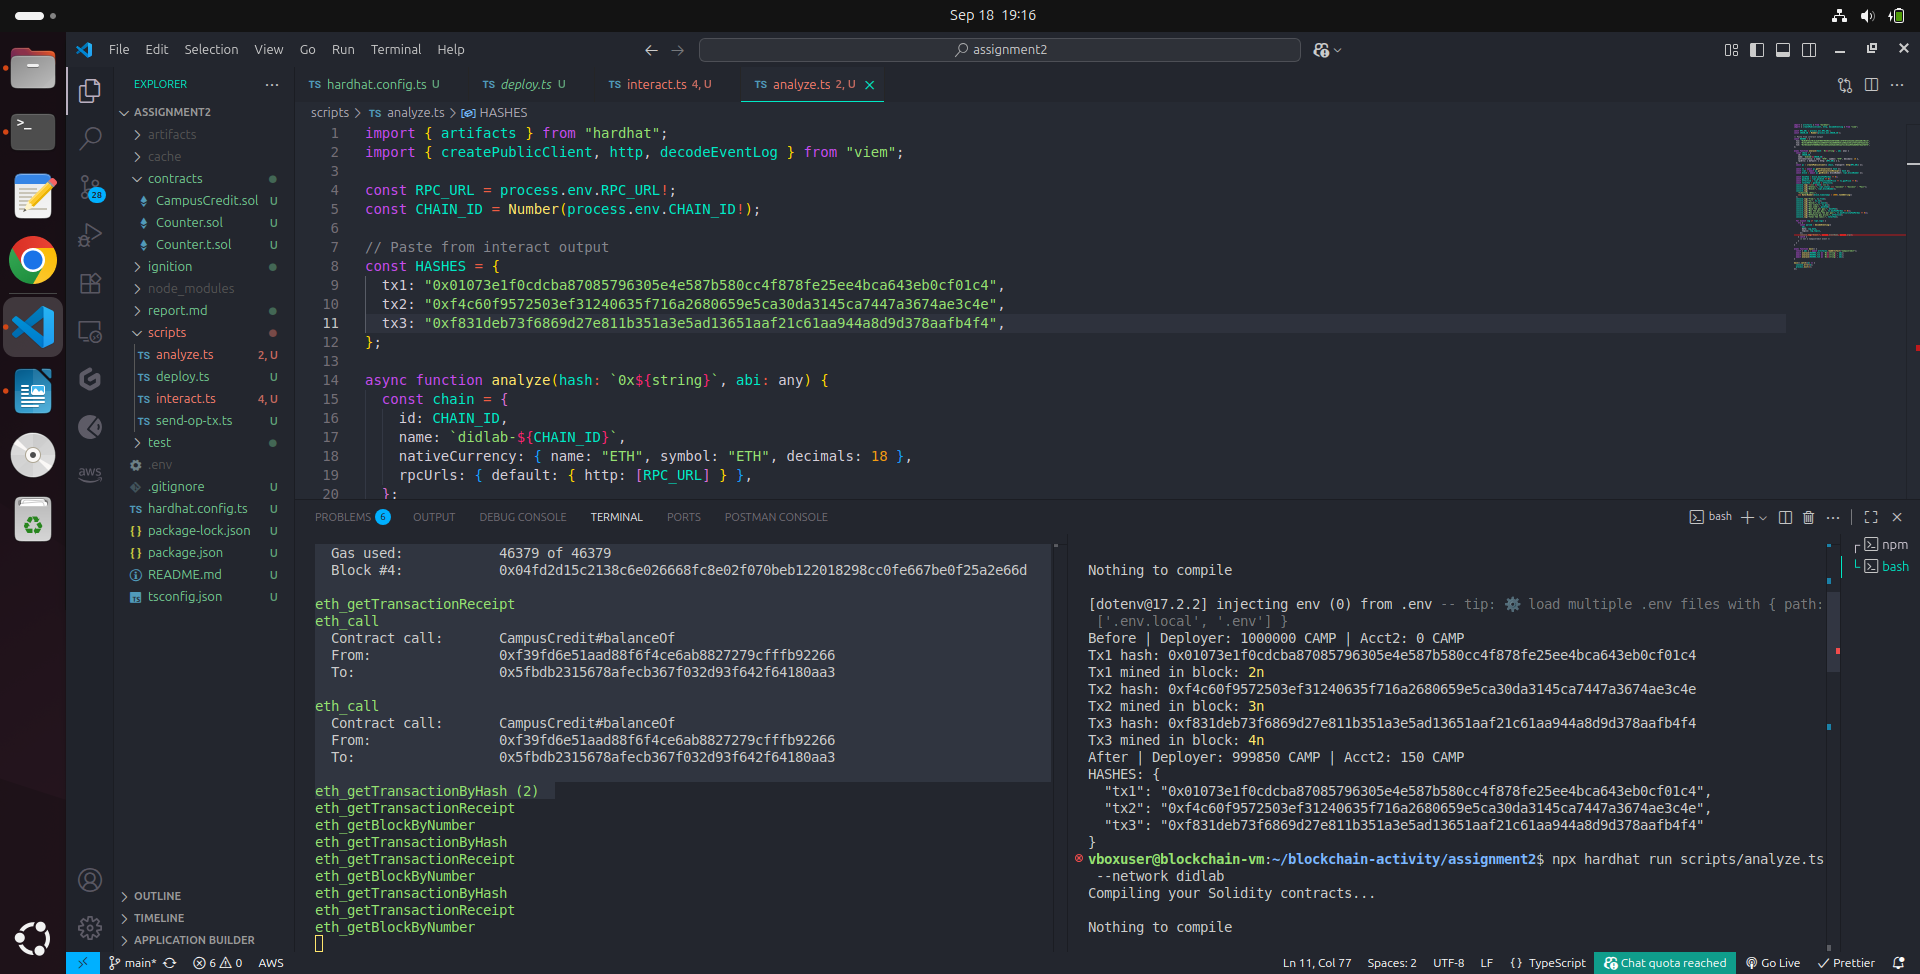 Sep 18 19:16
File Edit Selection View Go Run Terminal Help
assignment2
EXPLORER
ASSIGNMENT2
artifacts
cache
contracts
CampusCredit.sol U
Counter.sol U
Counter.t.sol U
ignition
node_modules
report.md
scripts
TS analyze.ts 2, U
TS deploy.ts U
TS interact.ts 4, U
TS send-op-tx.ts U
test
.env
.gitignore U
TS hardhat.config.ts U
{} package-lock.json U
{} package.json U
README.md U
TS tsconfig.json U
OUTLINE
TIMELINE
APPLICATION BUILDER
28
aws
TS hardhat.config.ts U TS deploy.ts U TS interact.ts 4, U TS analyze.ts 2, U
scripts > TS analyze.ts > HASHES
1 import { artifacts } from "hardhat";
2 import { createPublicClient, http, decodeEventLog } from "viem";
3
4 const RPC_URL = process.env.RPC_URL!;
5 const CHAIN_ID = Number(process.env.CHAIN_ID!);
6
7 // Paste from interact output
8 const HASHES = {
9 tx1: "0x01073e1f0cdcba87085796305e4e587b580cc4f878fe25ee4bca643eb0cf01c4",
10 tx2: "0xf4c60f9572503ef31240635f716a2680659e5ca30da3145ca7447a3674ae3c4e",
11 tx3: "0xf831deb73f6869d27e811b351a3e5ad13651aaf21c61aa944a8d9d378aafb4f4",
12 };
13
14 async function analyze(hash: `0x${string}`, abi: any) {
15 const chain = {
16 id: CHAIN_ID,
17 name: `didlab-${CHAIN_ID}`,
18 nativeCurrency: { name: "ETH", symbol: "ETH", decimals: 18 },
19 rpcUrls: { default: { http: [RPC_URL] } },
20 };
PROBLEMS 6 OUTPUT DEBUG CONSOLE TERMINAL PORTS POSTMAN CONSOLE
bash
Gas used: 46379 of 46379
Block #4: 0x04fd2d15c2138c6e026668fc8e02f070beb122018298cc0fe667be0f25a2e66d
eth_getTransactionReceipt
eth_call
Contract call: CampusCredit#balanceOf
From: 0xf39fd6e51aad88f6f4ce6ab8827279cfffb92266
To: 0x5fbdb2315678afecb367f032d93f642f64180aa3
eth_call
Contract call: CampusCredit#balanceOf
From: 0xf39fd6e51aad88f6f4ce6ab8827279cfffb92266
To: 0x5fbdb2315678afecb367f032d93f642f64180aa3
eth_getTransactionByHash (2)
eth_getTransactionReceipt
eth_getBlockByNumber
eth_getTransactionByHash
eth_getTransactionReceipt
eth_getBlockByNumber
eth_getTransactionByHash
eth_getTransactionReceipt
eth_getBlockByNumber
Nothing to compile
[dotenv@17.2.2] injecting env (0) from .env -- tip: ⚙️ load multiple .env files with { path:
['.env.local', '.env'] }
Before | Deployer: 1000000 CAMP | Acct2: 0 CAMP
Tx1 hash: 0x01073e1f0cdcba87085796305e4e587b580cc4f878fe25ee4bca643eb0cf01c4
Tx1 mined in block: 2n
Tx2 hash: 0xf4c60f9572503ef31240635f716a2680659e5ca30da3145ca7447a3674ae3c4e
Tx2 mined in block: 3n
Tx3 hash: 0xf831deb73f6869d27e811b351a3e5ad13651aaf21c61aa944a8d9d378aafb4f4
Tx3 mined in block: 4n
After | Deployer: 999850 CAMP | Acct2: 150 CAMP
HASHES: {
"tx1": "0x01073e1f0cdcba87085796305e4e587b580cc4f878fe25ee4bca643eb0cf01c4",
"tx2": "0xf4c60f9572503ef31240635f716a2680659e5ca30da3145ca7447a3674ae3c4e",
"tx3": "0xf831deb73f6869d27e811b351a3e5ad13651aaf21c61aa944a8d9d378aafb4f4"
}
vboxuser@blockchain-vm:~/blockchain-activity/assignment2$ npx hardhat run scripts/analyze.ts
--network didlab
Compiling your Solidity contracts...
Nothing to compile
npm
bash
main* 6 0 AWS
Ln 11, Col 77 Spaces: 2 UTF-8 LF {} TypeScript Chat quota reached Go Live Prettier